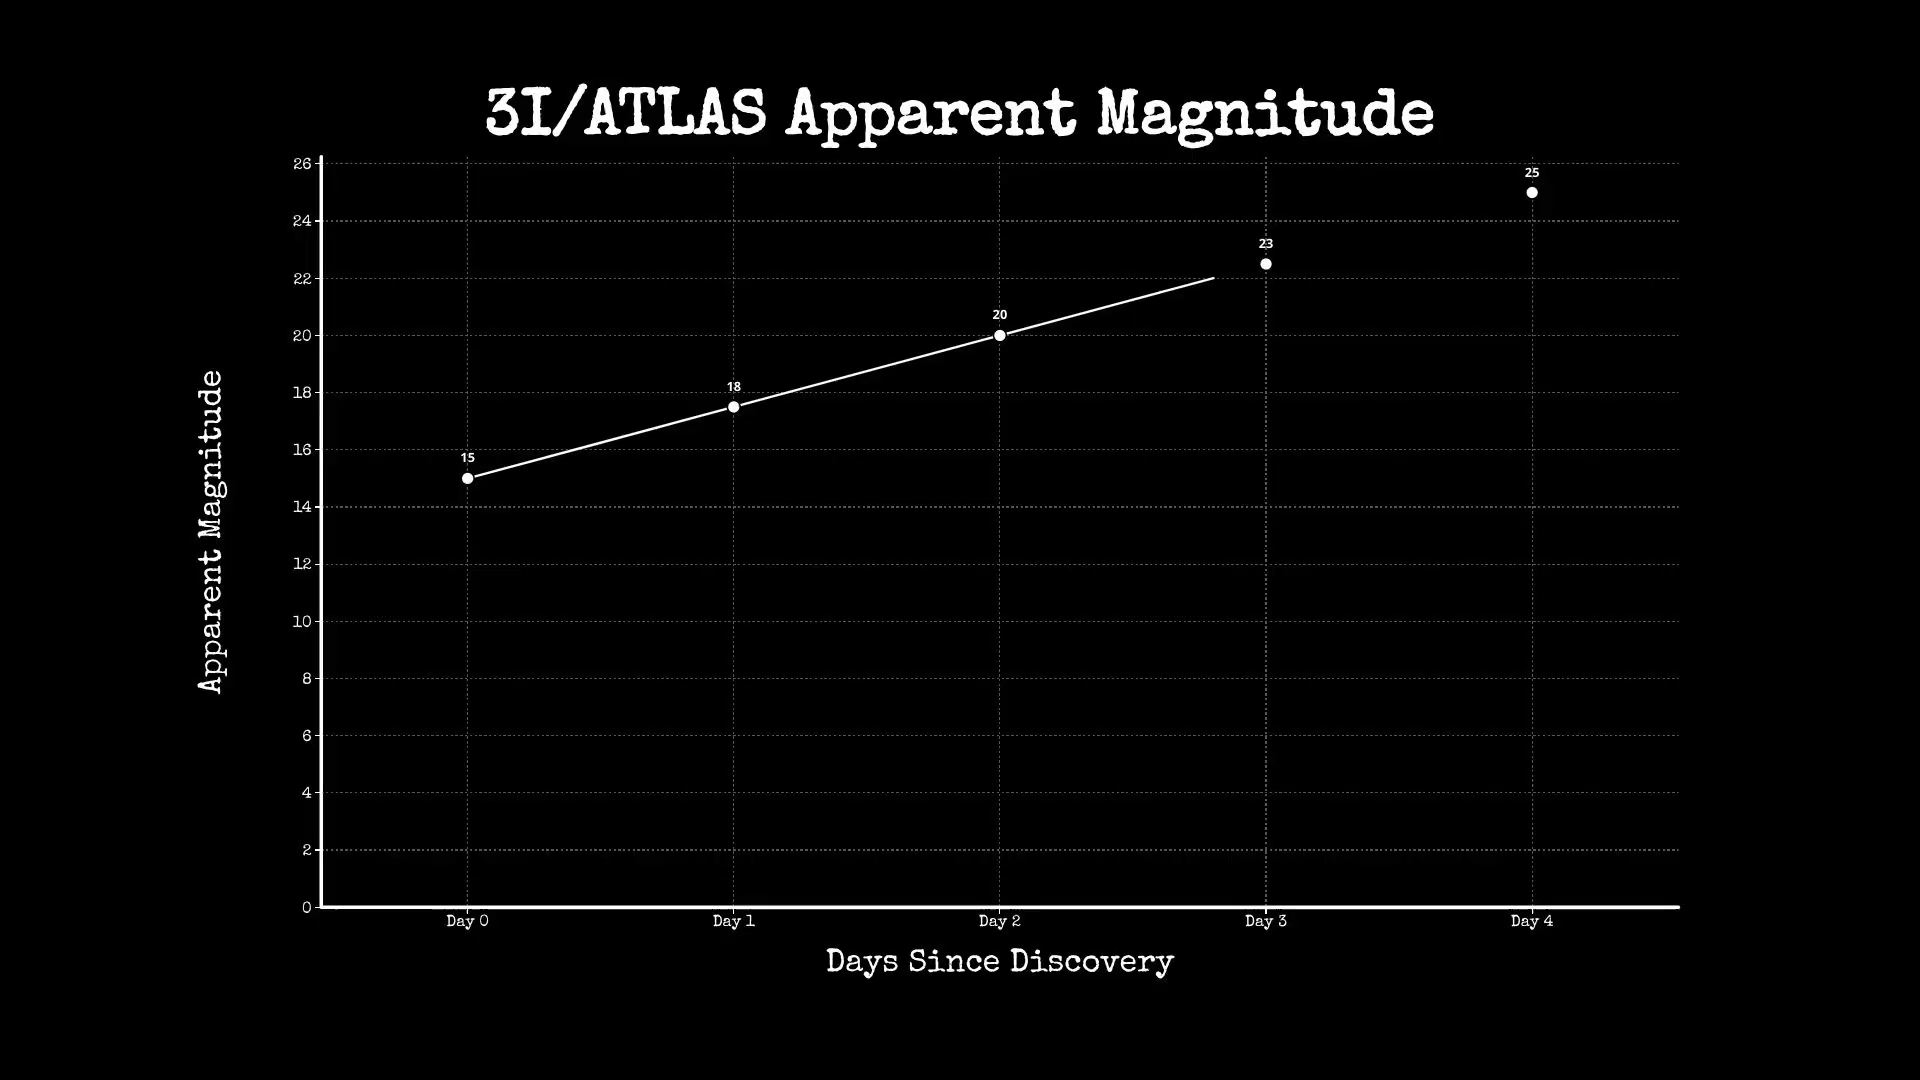 3I/ATLAS Apparent Magnitude
26
24
22
20
18
16
14
12
10
8
6
4
2
0
Apparent Magnitude
15
18
20
23
25
Day 0
Day 1
Day 2
Day 3
Day 4
Days Since Discovery